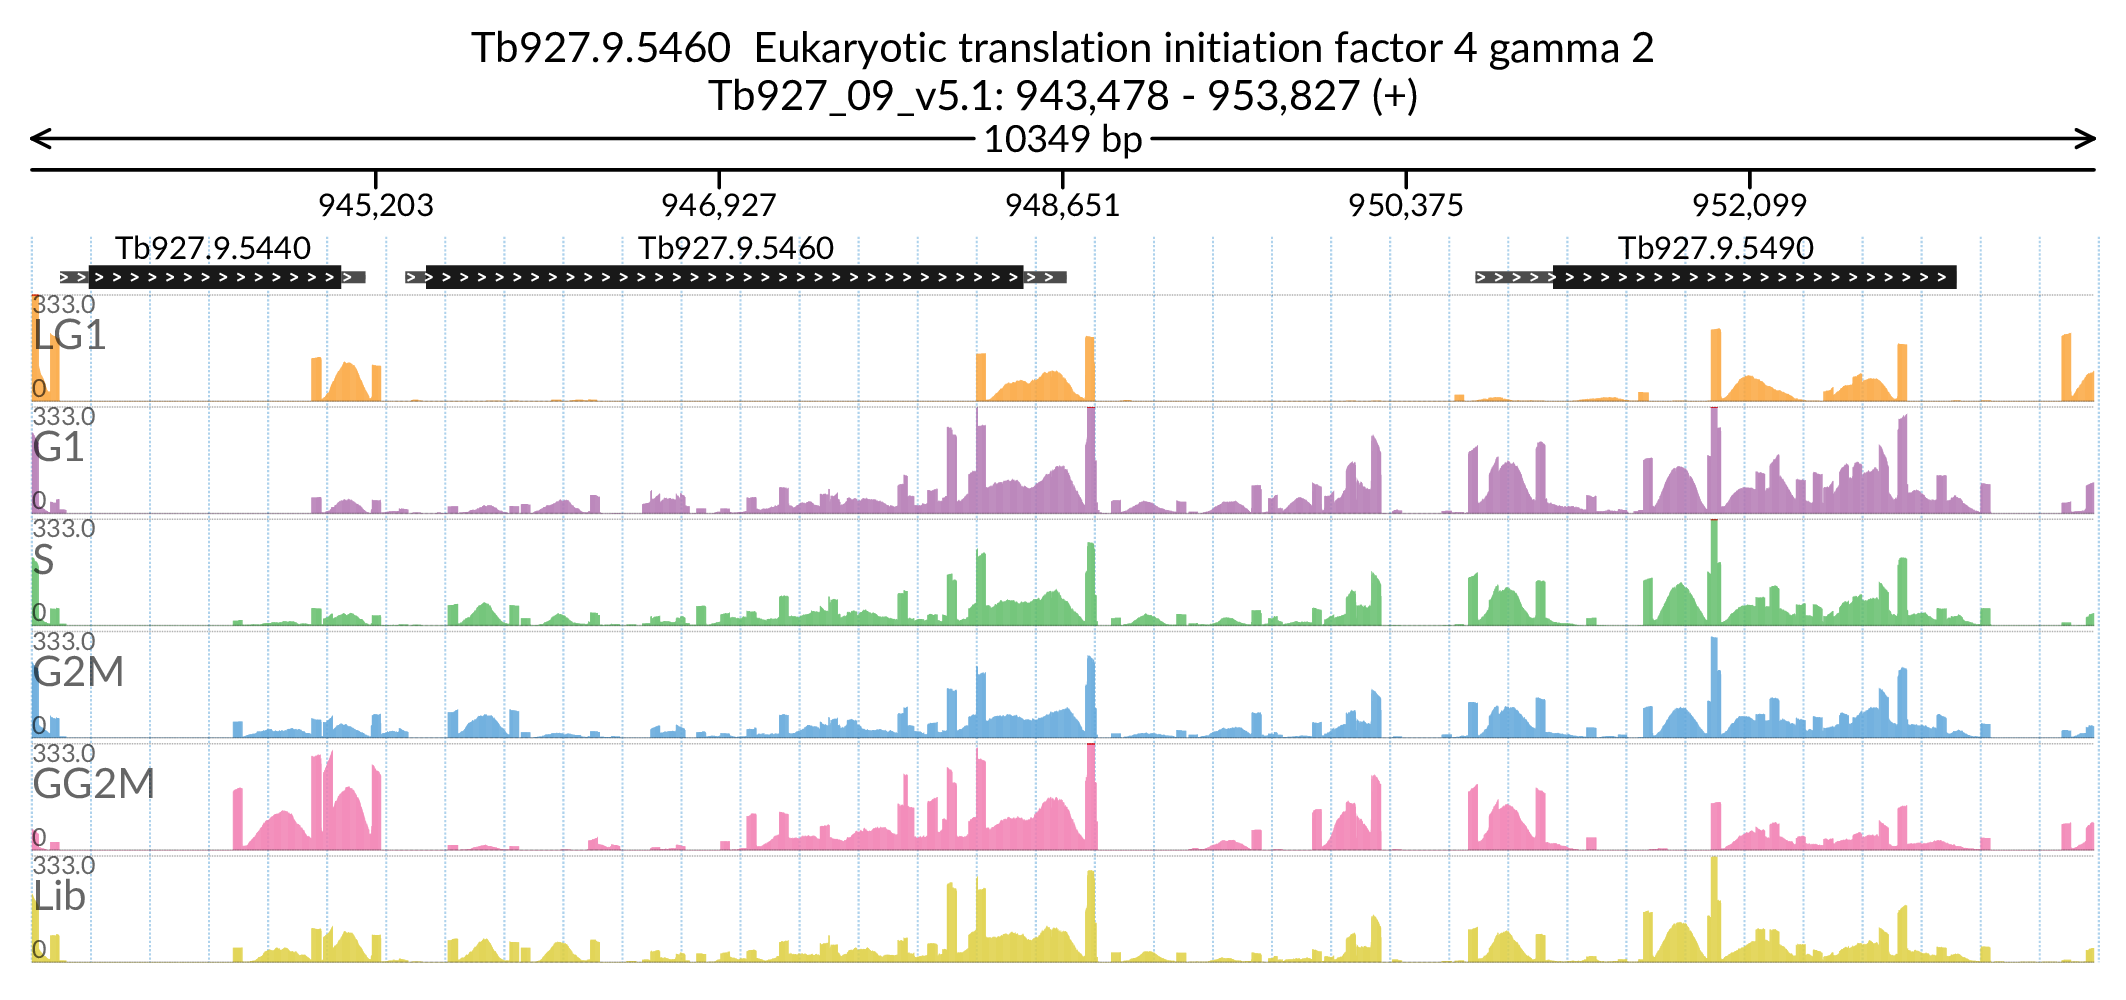 Tb927.9.5460  Eukaryotic translation initiation factor 4 gamma 2
Tb927_09_v5.1: 943,478 - 953,827 (+)
10349 bp
945,203 946,927 948,651 950,375 952,099
Tb927.9.5440 Tb927.9.5460 Tb927.9.5490
333.0
LG1
0
333.0
G1
0
333.0
S
0
333.0
G2M
0
333.0
GG2M
0
333.0
Lib
0